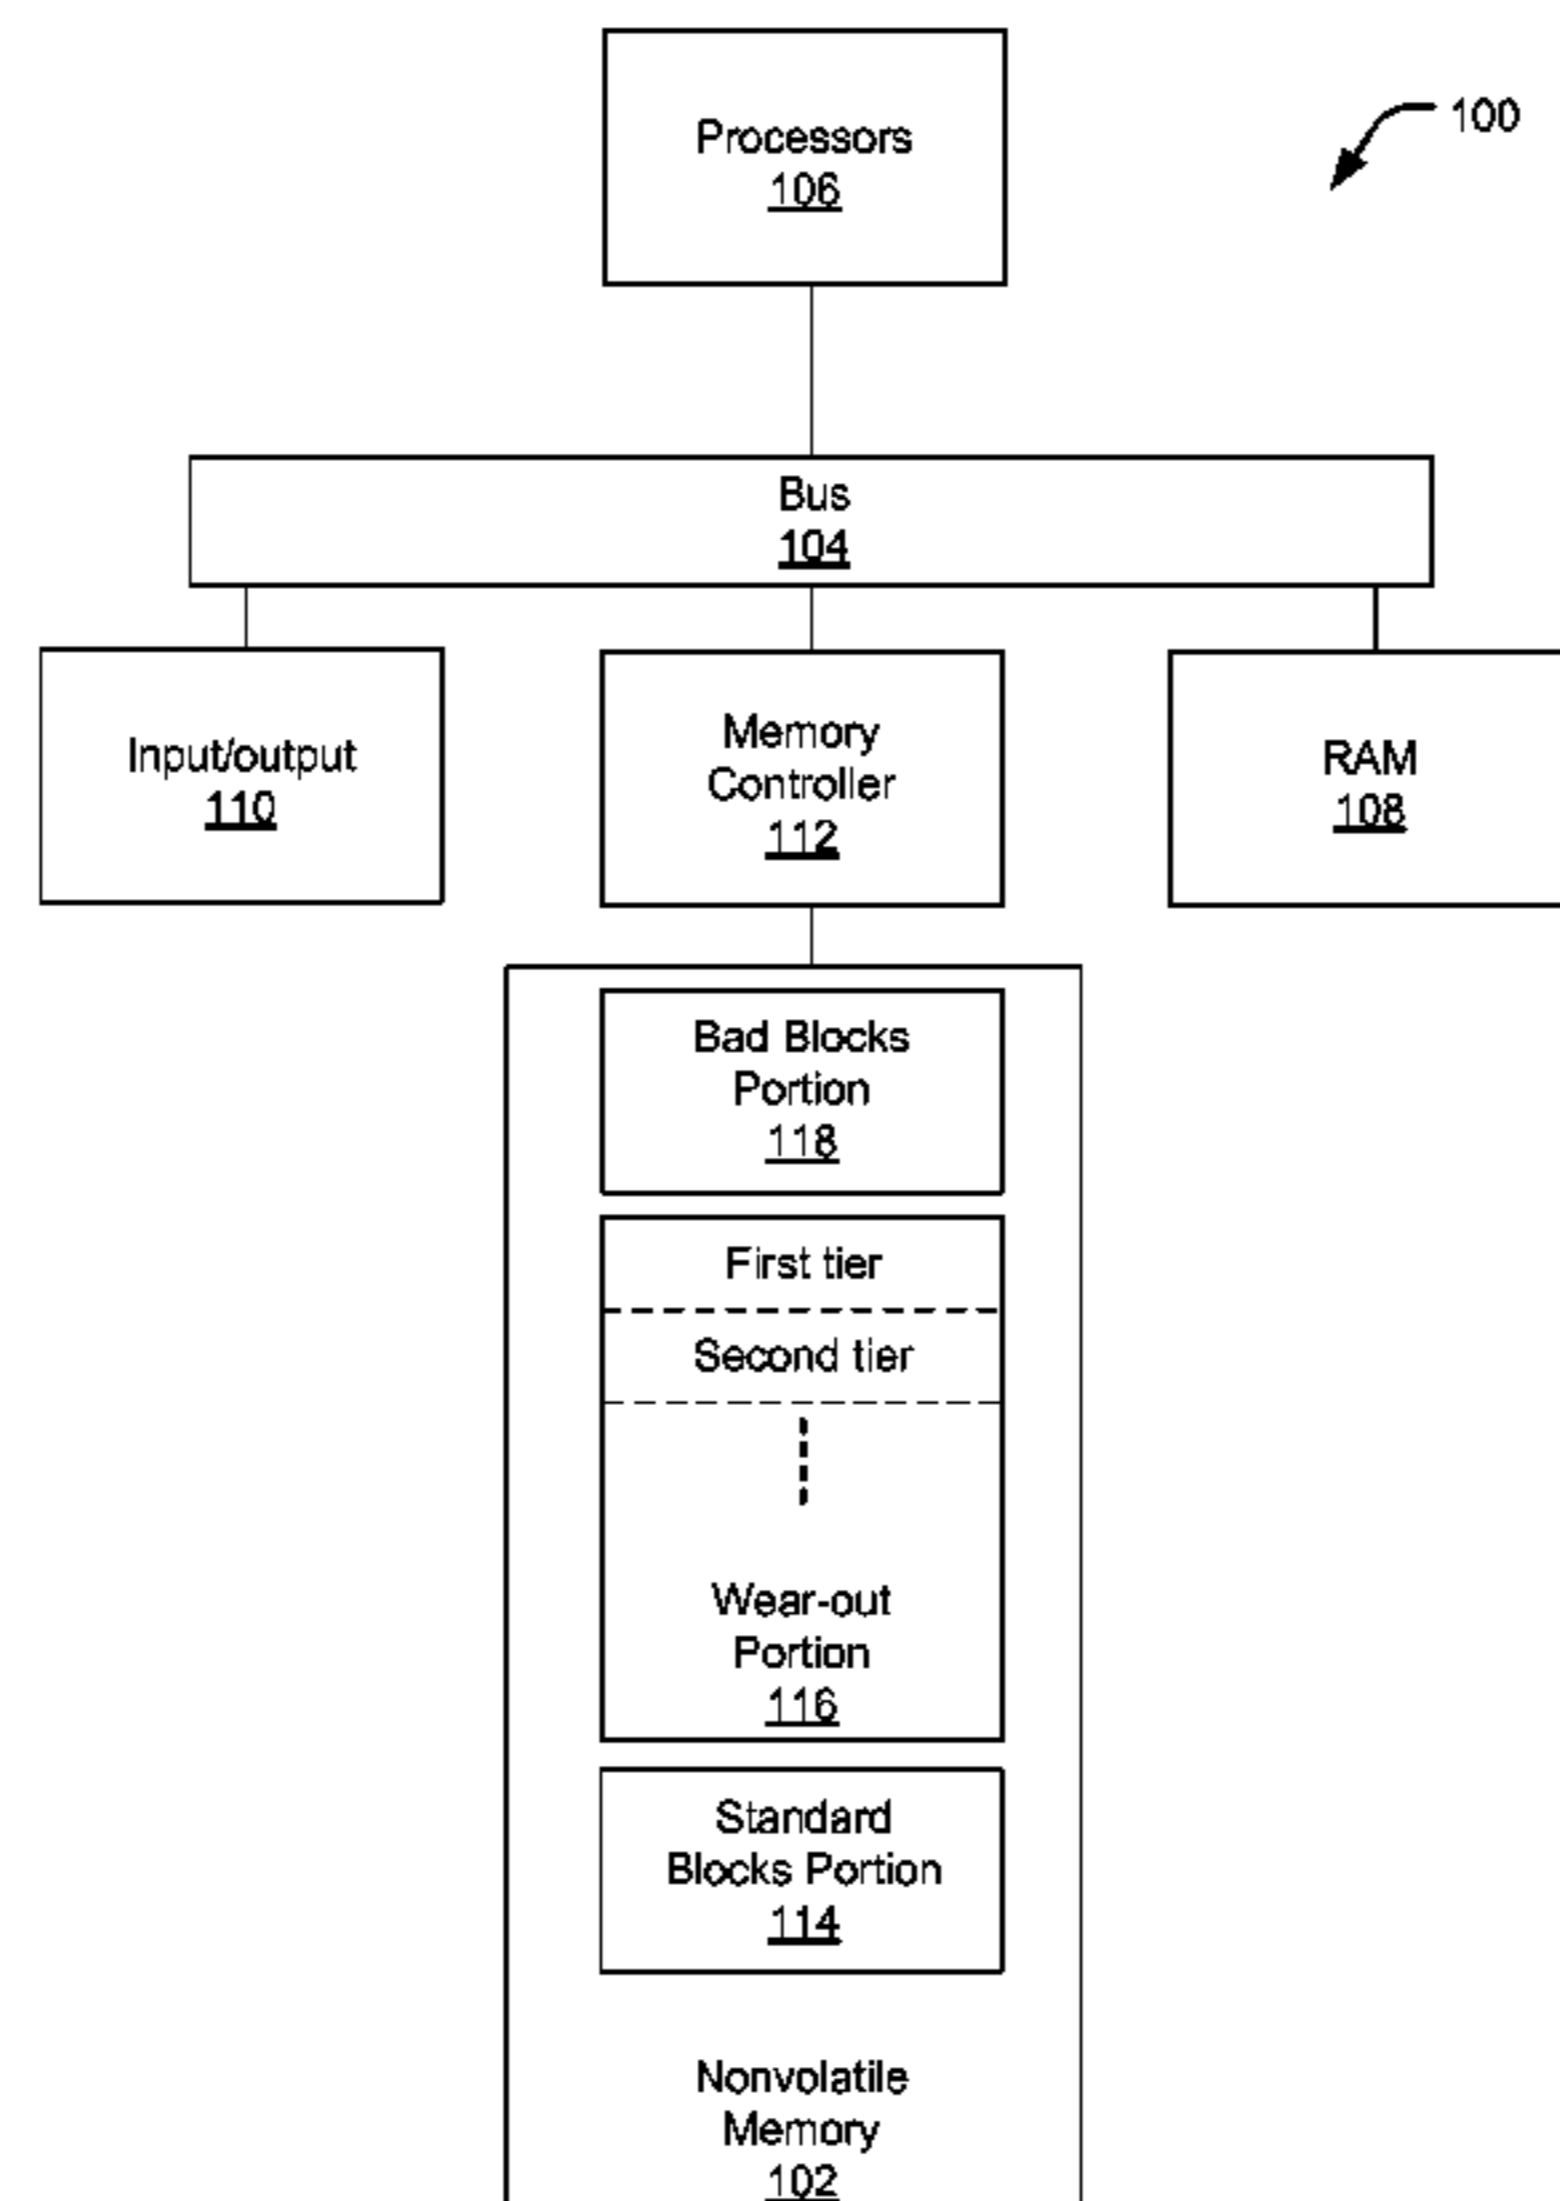 Processors
106
100
Bus
104
Input/output
110
Memory
Controller
112
RAM
108
Bad Blocks
Portion
118
First tier
Second tier
Wear-out
Portion
116
Standard
Blocks Portion
114
Nonvolatile
Memory
102